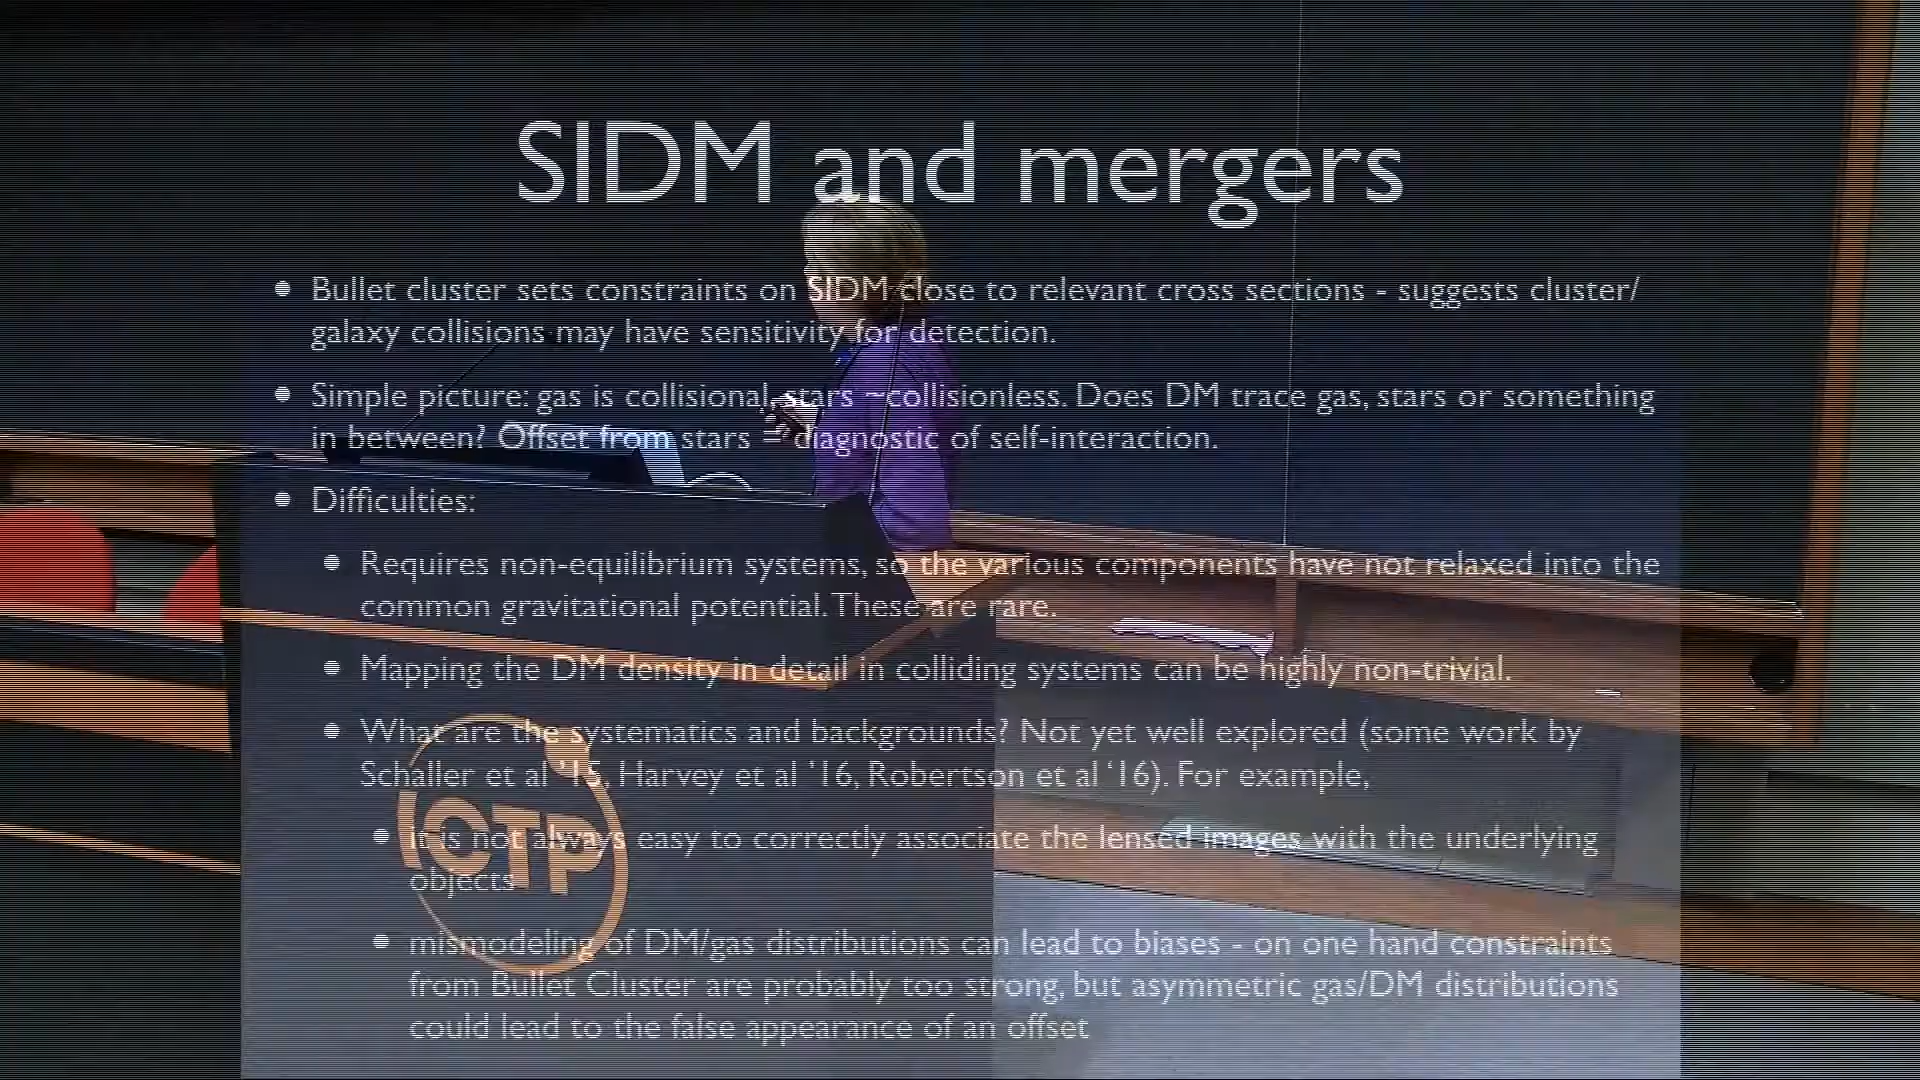 SIDM and mergers
• Bullet cluster sets constraints on SIDM close to relevant cross sections - suggests cluster/
galaxy collisions may have sensitivity for detection.
• Simple picture: gas is collisional, stars ~collisionless. Does DM trace gas, stars or something
in between? Offset from stars = diagnostic of self-interaction.
• Difficulties:
• Requires non-equilibrium systems, so the various components have not relaxed into the
common gravitational potential. These are rare.
• Mapping the DM density in detail in colliding systems can be highly non-trivial.
• What are the systematics and backgrounds? Not yet well explored (some work by
Schaller et al '15, Harvey et al '16, Robertson et al '16). For example,
• it is not always easy to correctly associate the lensed images with the underlying
objects
• mismodeling of DM/gas distributions can lead to biases - on one hand constraints
from Bullet Cluster are probably too strong, but asymmetric gas/DM distributions
could lead to the false appearance of an offset
ICTP